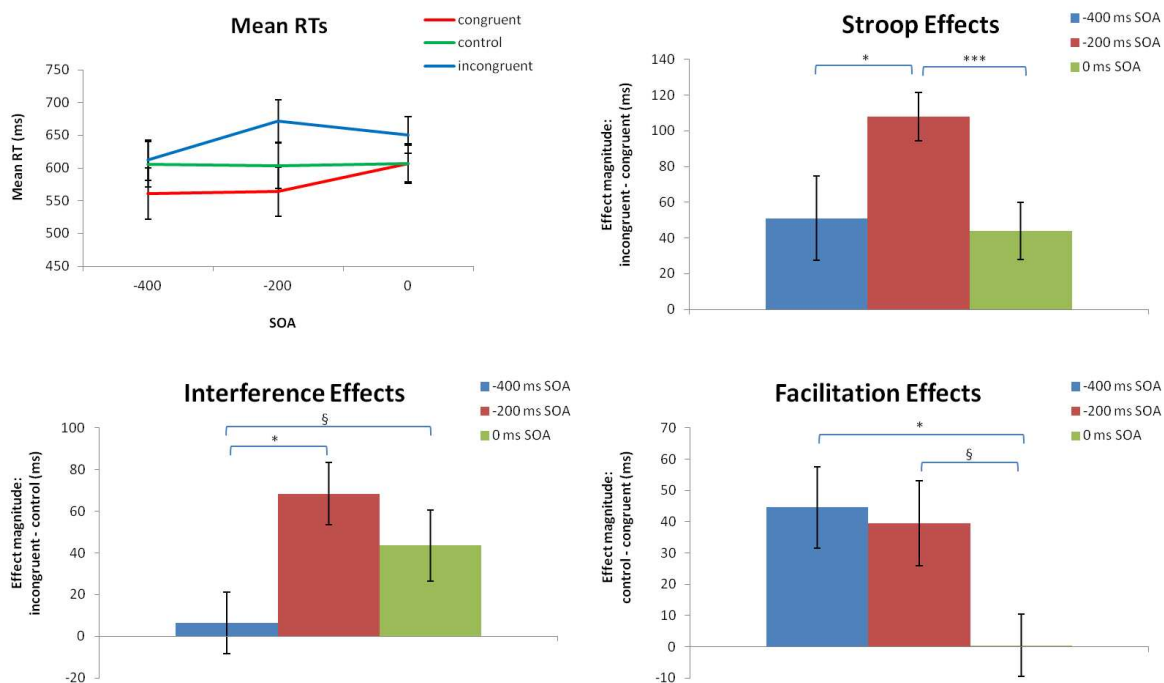 Mean RTs
congruent
control
incongruent
Mean RT (ms)
750
700
650
600
550
500
450
-400
-200
0
SOA
Stroop Effects
-400 ms SOA
-200 ms SOA
0 ms SOA
Effect magnitude:
incongruent - congruent (ms)
140
120
100
80
60
40
20
0
*
***
Interference Effects
-400 ms SOA
-200 ms SOA
0 ms SOA
Effect magnitude:
incongruent - control (ms)
100
80
60
40
20
0
-20
§
*
Facilitation Effects
-400 ms SOA
-200 ms SOA
0 ms SOA
Effect magnitude:
control - congruent (ms)
70
60
50
40
30
20
10
0
-10
*
§